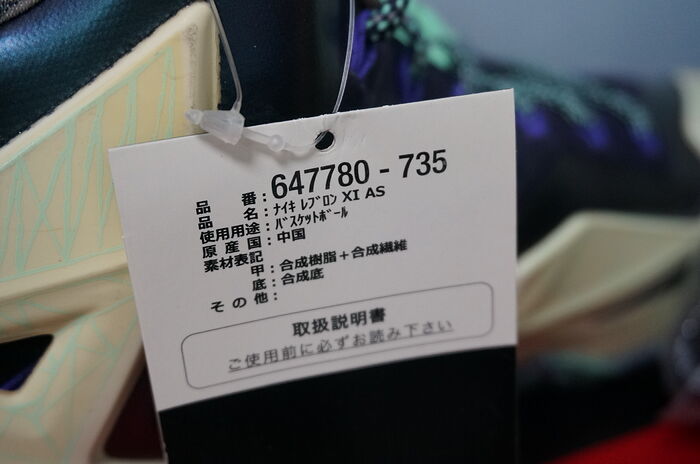 品 番：647780 - 735
品 名：ﾅｲｷ ﾚﾌﾞﾛﾝ XI AS
使用用途：ﾊﾞｽｹｯﾄﾎﾞｰﾙ
原 産 国：中国
素材表記
甲：合成樹脂＋合成繊維
底：合成底
そ の 他：
取扱説明書
ご使用前に必ずお読み下さい